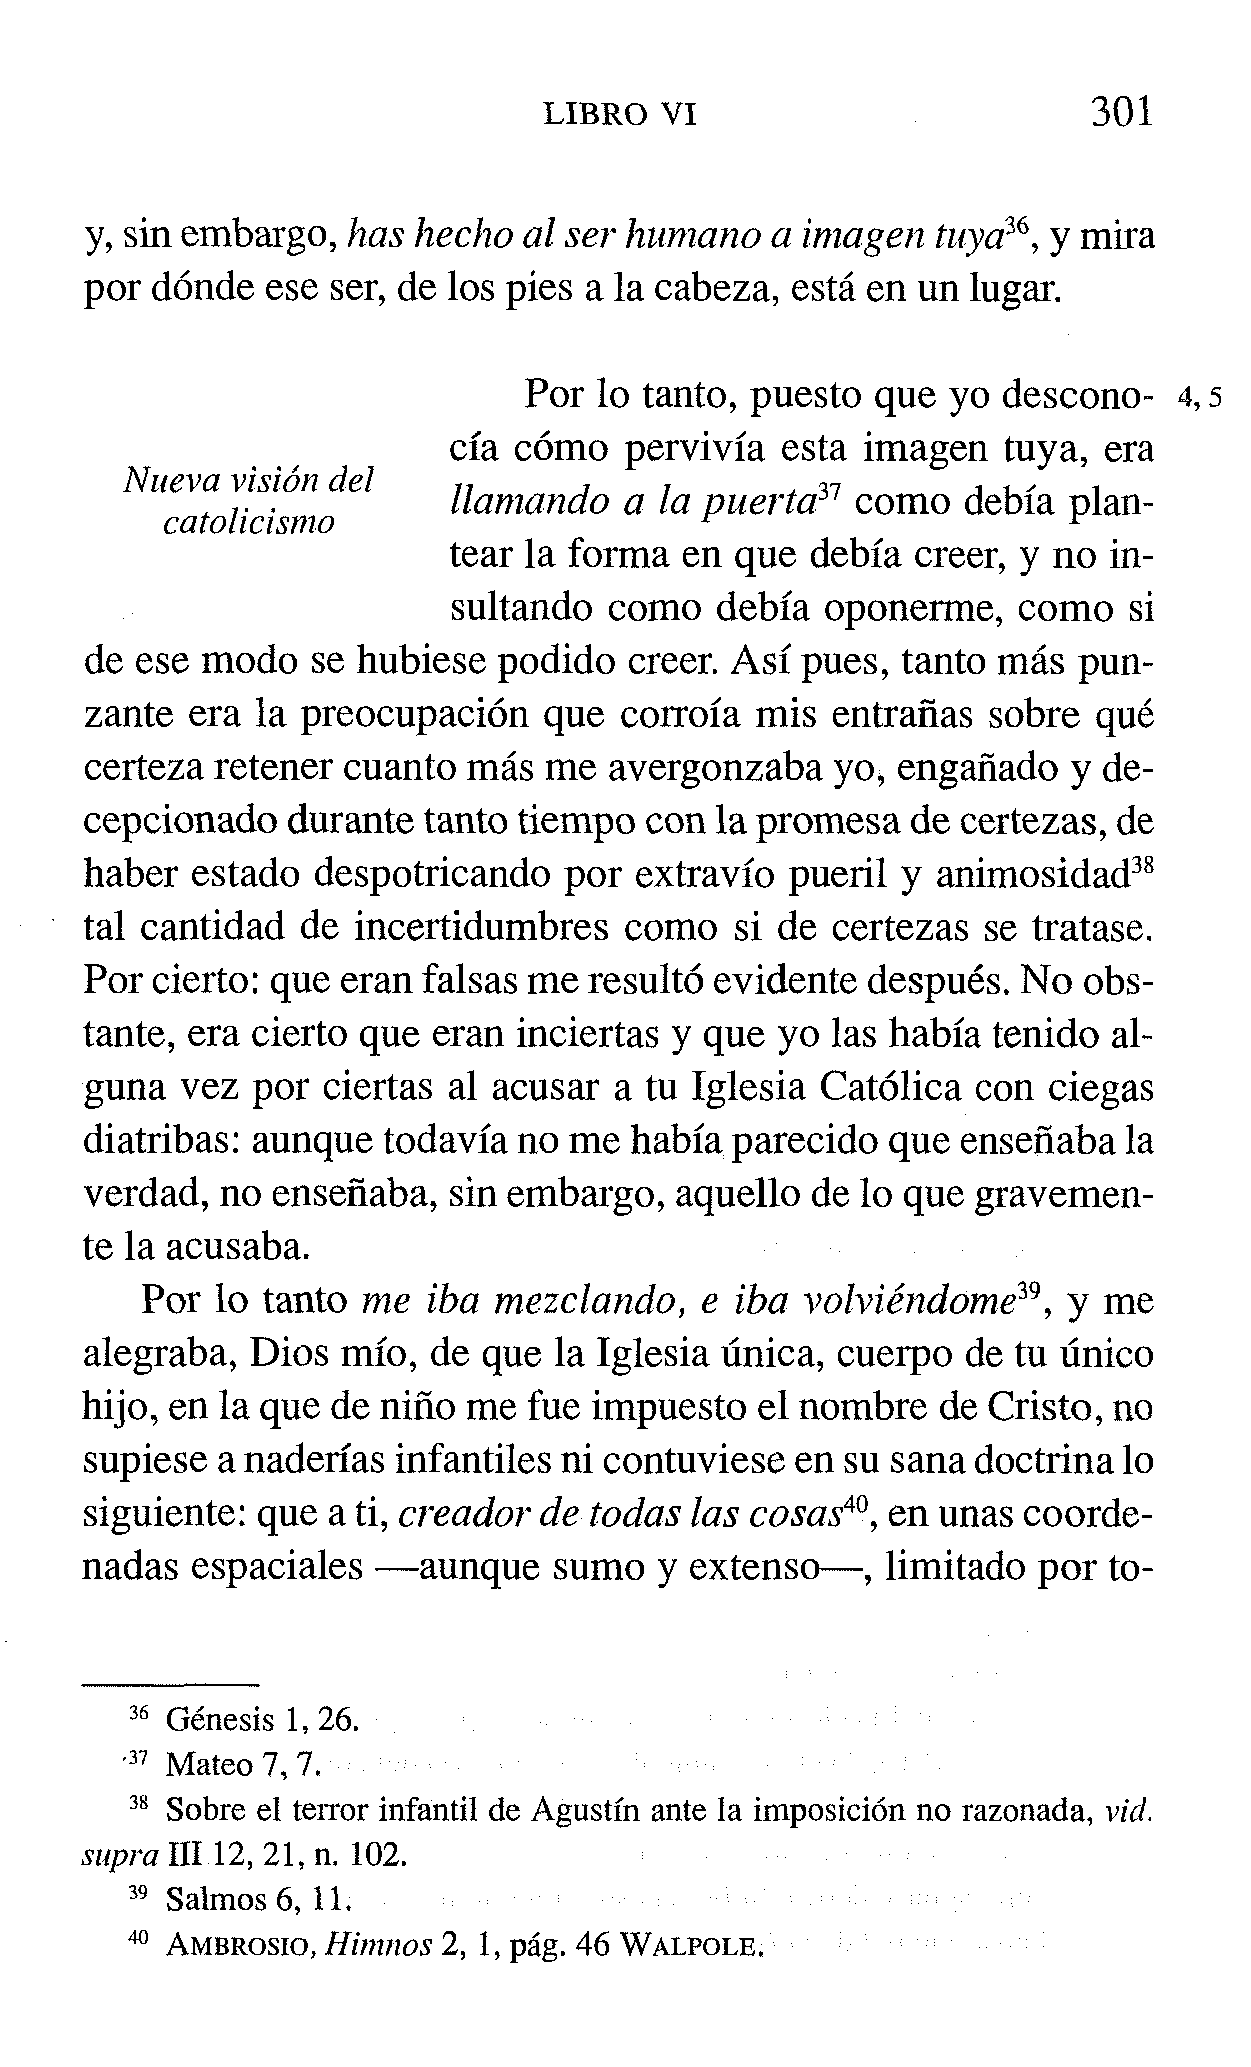 LIBRO VI 301
y, sin embargo, has hecho al ser humano a imagen tuya³⁶, y mira
por dónde ese ser, de los pies a la cabeza, está en un lugar.
Nueva visión del
catolicismo
Por lo tanto, puesto que yo descono- 4, 5
cía cómo pervivía esta imagen tuya, era
llamando a la puerta³⁷ como debía plan-
tear la forma en que debía creer, y no in-
sultando como debía oponerme, como si
de ese modo se hubiese podido creer. Así pues, tanto más pun-
zante era la preocupación que corroía mis entrañas sobre qué
certeza retener cuanto más me avergonzaba yo, engañado y de-
cepcionado durante tanto tiempo con la promesa de certezas, de
haber estado despotricando por extravío pueril y animosidad³⁸
tal cantidad de incertidumbres como si de certezas se tratase.
Por cierto: que eran falsas me resultó evidente después. No obs-
tante, era cierto que eran inciertas y que yo las había tenido al-
guna vez por ciertas al acusar a tu Iglesia Católica con ciegas
diatribas: aunque todavía no me había parecido que enseñaba la
verdad, no enseñaba, sin embargo, aquello de lo que gravemen-
te la acusaba.
Por lo tanto me iba mezclando, e iba volviéndome³⁹, y me
alegraba, Dios mío, de que la Iglesia única, cuerpo de tu único
hijo, en la que de niño me fue impuesto el nombre de Cristo, no
supiese a naderías infantiles ni contuviese en su sana doctrina lo
siguiente: que a ti, creador de todas las cosas⁴⁰, en unas coorde-
nadas espaciales —aunque sumo y extenso—, limitado por to-
³⁶ Génesis 1, 26.
³⁷ Mateo 7, 7.
³⁸ Sobre el terror infantil de Agustín ante la imposición no razonada, vid.
supra III 12, 21, n. 102.
³⁹ Salmos 6, 11.
⁴⁰ AMBROSIO, Himnos 2, 1, pág. 46 WALPOLE.